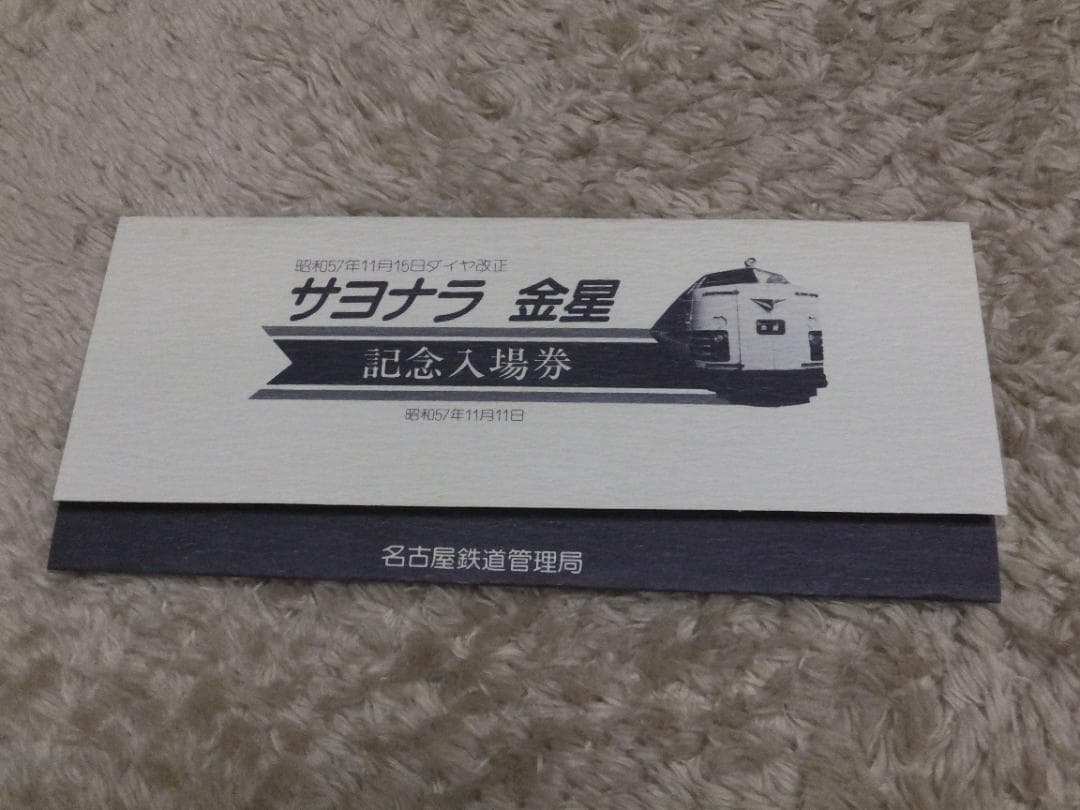 昭和57年11月15日ダイヤ改正
サヨナラ 金星
記念入場券
昭和57年11月11日
名古屋鉄道管理局